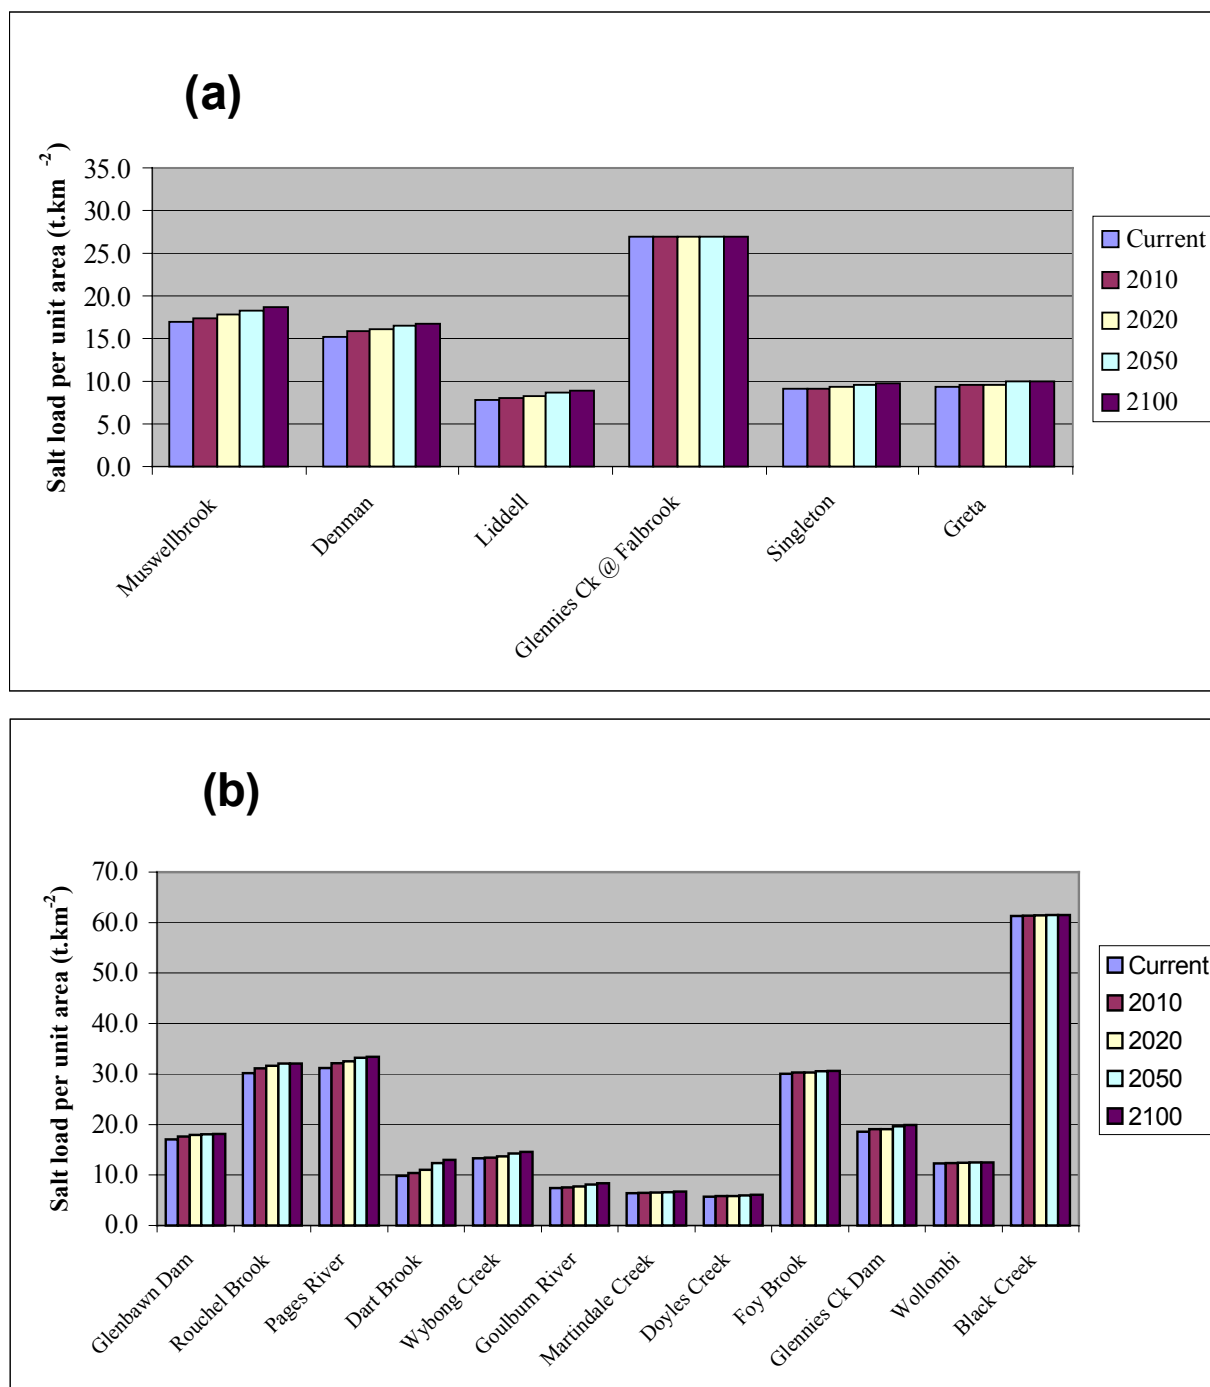 (a)
Salt load per unit area (t.km -2)
35.0
30.0
25.0
20.0
15.0
10.0
5.0
0.0
Muswellbrook
Denman
Liddell
Glennies Ck @ Falbrook
Singleton
Greta
Current
2010
2020
2050
2100
(b)
Salt load per unit area (t.km-2)
70.0
60.0
50.0
40.0
30.0
20.0
10.0
0.0
Glenbawn Dam
Rouchel Brook
Pages River
Dart Brook
Wybong Creek
Goulburn River
Martindale Creek
Doyles Creek
Foy Brook
Glennies Ck Dam
Wollombi
Black Creek
Current
2010
2020
2050
2100